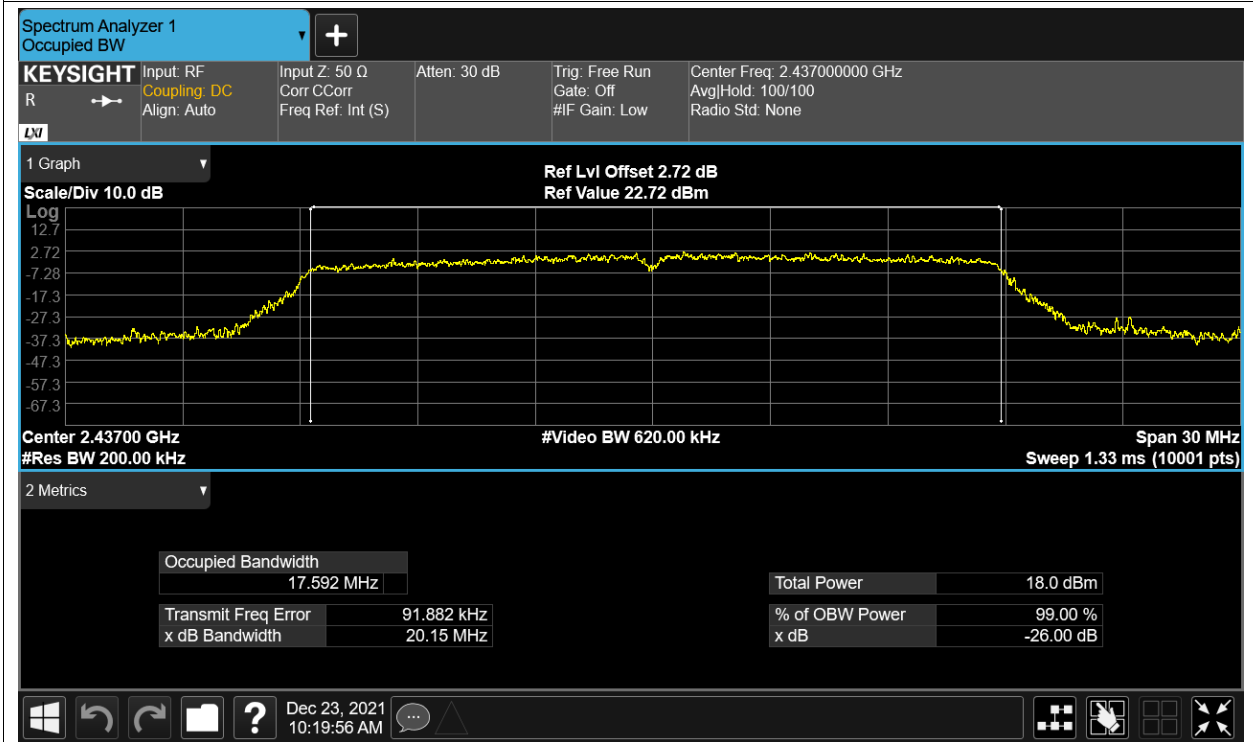 Spectrum Analyzer 1
Occupied BW
KEYSIGHT
R
LXI
Input: RF
Coupling: DC
Align: Auto
Input Z: 50 Ω
Corr CCorr
Freq Ref: Int (S)
Atten: 30 dB
Trig: Free Run
Gate: Off
#IF Gain: Low
Center Freq: 2.437000000 GHz
Avg|Hold: 100/100
Radio Std: None
1 Graph
Scale/Div 10.0 dB
Ref Lvl Offset 2.72 dB
Ref Value 22.72 dBm
Log
12.7
2.72
-7.28
-17.3
-27.3
-37.3
-47.3
-57.3
-67.3
Center 2.43700 GHz
#Video BW 620.00 kHz
Span 30 MHz
#Res BW 200.00 kHz
Sweep 1.33 ms (10001 pts)
2 Metrics
Occupied Bandwidth
17.592 MHz
Total Power 18.0 dBm
Transmit Freq Error 91.882 kHz
% of OBW Power 99.00 %
x dB Bandwidth 20.15 MHz
x dB -26.00 dB
?
Dec 23, 2021
10:19:56 AM